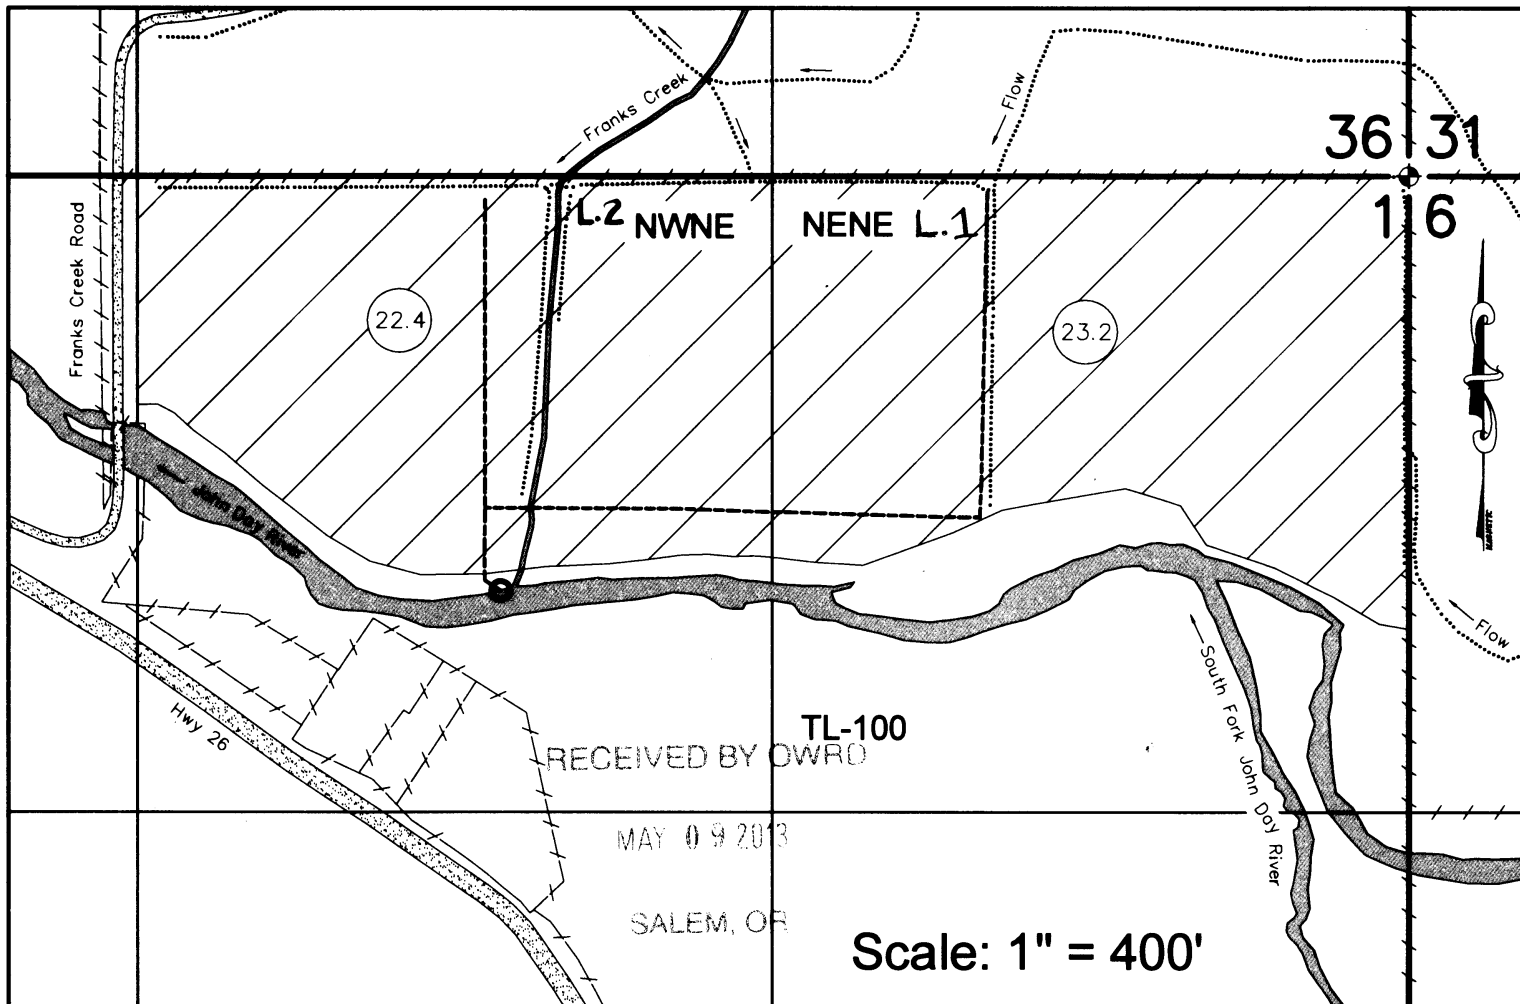 Franks Creek
Flow
36 31
1 6
Franks Creek Road
L.2 NWNE
NENE L.1
22.4
23.2
John Day River
South Fork John Day River
Flow
Hwy 26
TL-100
RECEIVED BY OWRD
MAY 09 2013
SALEM, OR
Scale: 1" = 400'